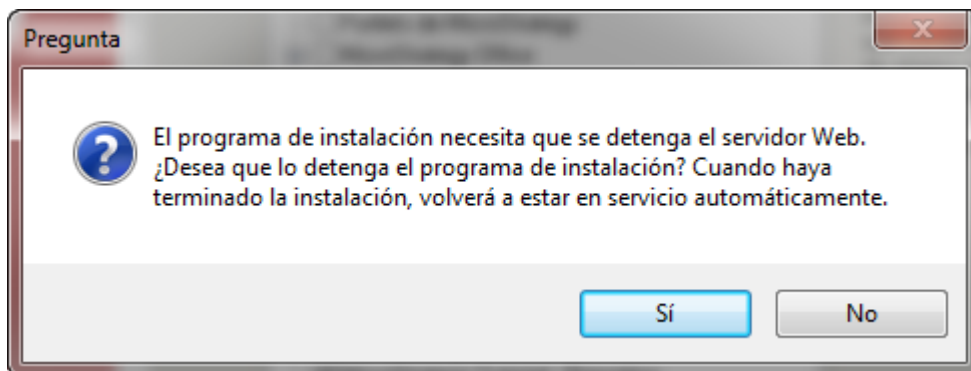 Pregunta
El programa de instalación necesita que se detenga el servidor Web.
¿Desea que lo detenga el programa de instalación? Cuando haya
terminado la instalación, volverá a estar en servicio automáticamente.
Sí
No